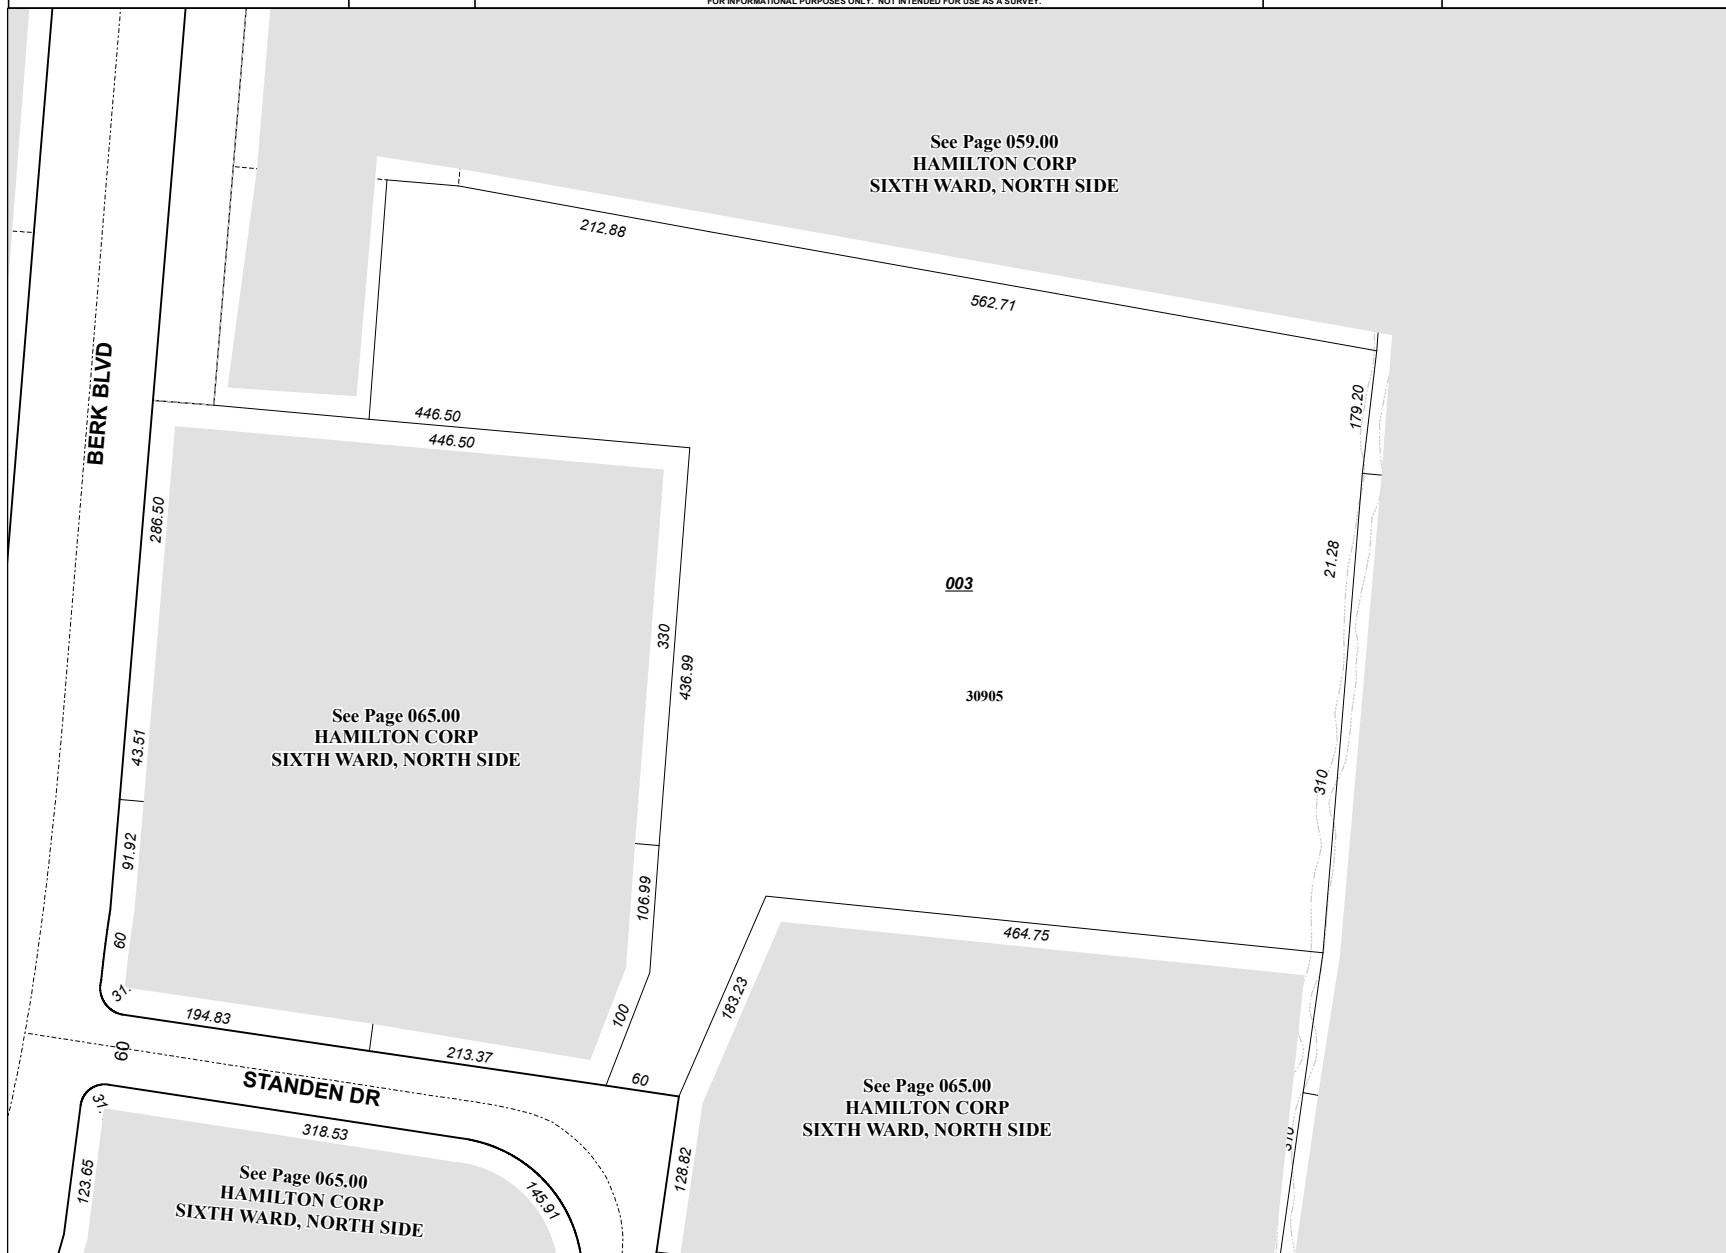 FOR INFORMATIONAL PURPOSES ONLY. NOT INTENDED FOR USE AS A SURVEY.
See Page 059.00
HAMILTON CORP
SIXTH WARD, NORTH SIDE
212.88
562.71
BERK BLVD
446.50
446.50
179.20
286.50
21.28
003
330
436.99
30905
See Page 065.00
HAMILTON CORP
SIXTH WARD, NORTH SIDE
43.51
310
91.92
106.99
60
464.75
31.
183.23
194.83
100
213.37
60
60
STANDEN DR
See Page 065.00
HAMILTON CORP
SIXTH WARD, NORTH SIDE
31.
318.53
310
128.82
123.65
See Page 065.00
HAMILTON CORP
SIXTH WARD, NORTH SIDE
145.91